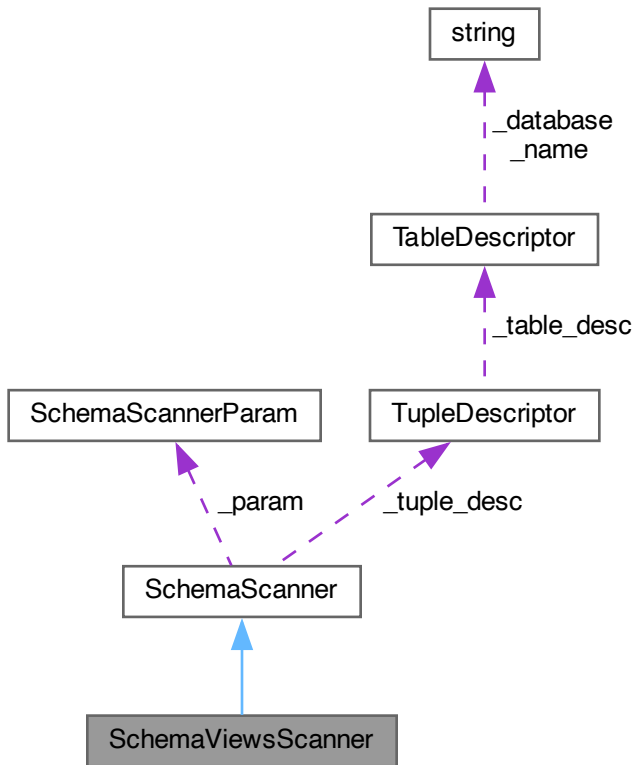 string
_database
_name
TableDescriptor
_table_desc
SchemaScannerParam
TupleDescriptor
_param
_tuple_desc
SchemaScanner
SchemaViewsScanner